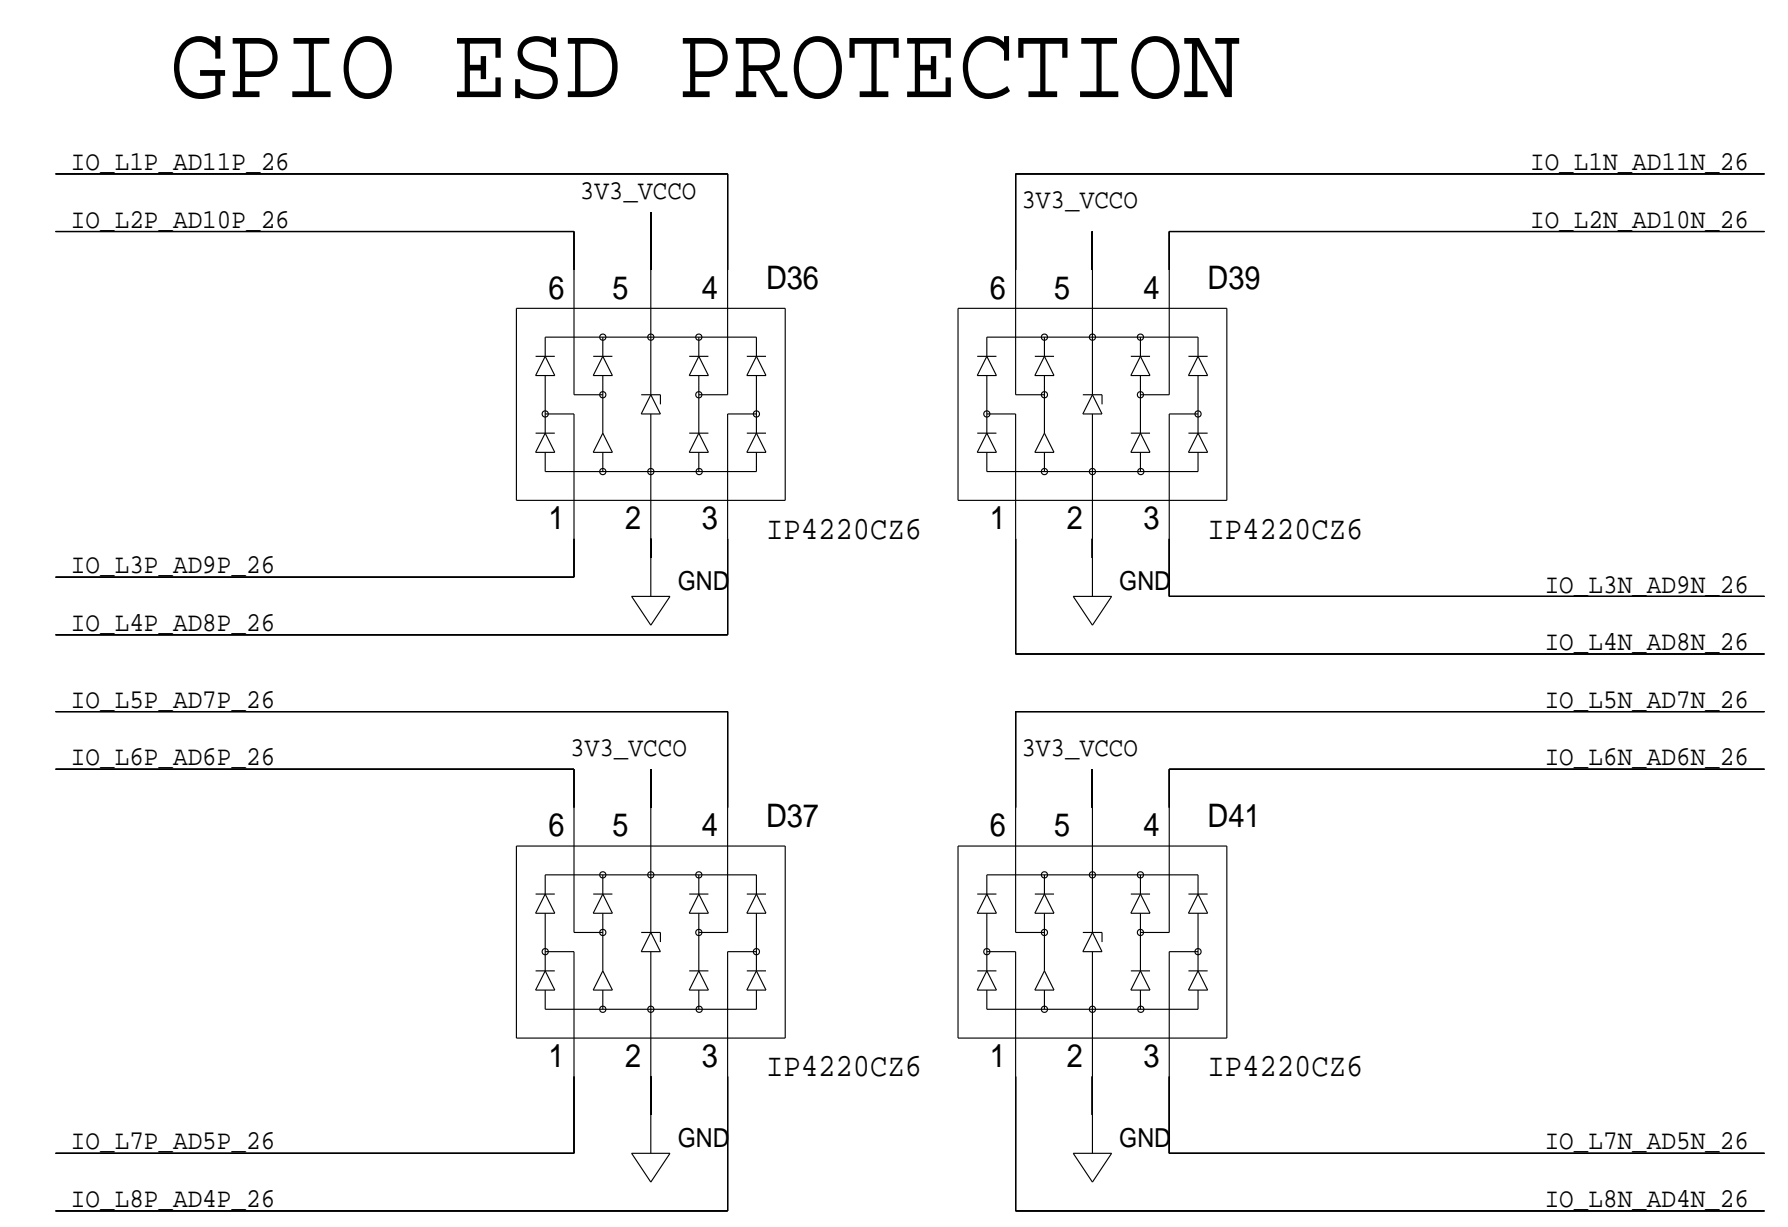 GPIO ESD PROTECTION
IO_L1P_AD11P_26
IO_L1N_AD11N_26
3V3_VCCO
3V3_VCCO
IO_L2P_AD10P_26
IO_L2N_AD10N_26
6 5 4 D36
6 5 4 D39
1 2 3 IP4220CZ6
1 2 3 IP4220CZ6
IO_L3P_AD9P_26
GND
GND
IO_L3N_AD9N_26
IO_L4P_AD8P_26
IO_L4N_AD8N_26
IO_L5P_AD7P_26
IO_L5N_AD7N_26
3V3_VCCO
3V3_VCCO
IO_L6P_AD6P_26
IO_L6N_AD6N_26
6 5 4 D37
6 5 4 D41
1 2 3 IP4220CZ6
1 2 3 IP4220CZ6
IO_L7P_AD5P_26
GND
GND
IO_L7N_AD5N_26
IO_L8P_AD4P_26
IO_L8N_AD4N_26